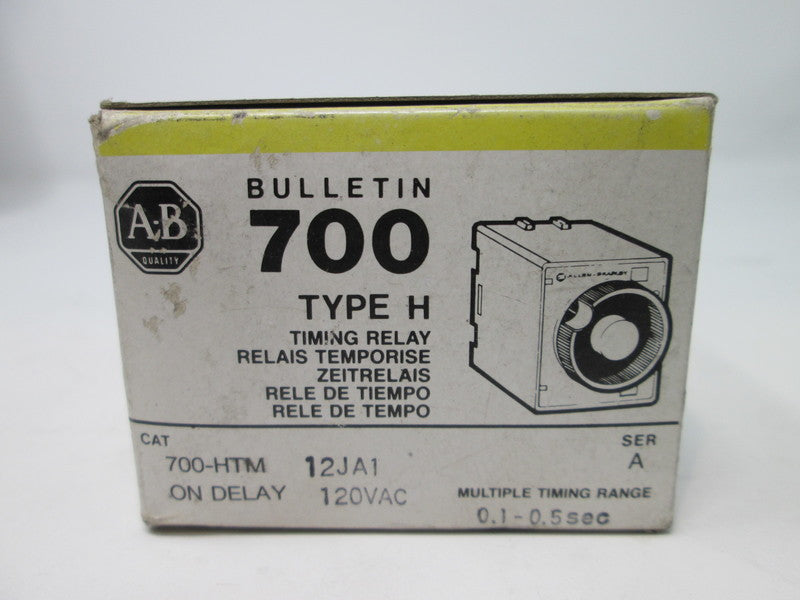 A-B
QUALITY
BULLETIN
700
TYPE H
TIMING RELAY
RELAIS TEMPORISE
ZEITRELAIS
RELE DE TIEMPO
RELE DE TEMPO
ALLEN-BRADLEY
CAT
700-HTM 12JA1
ON DELAY 120VAC
SER
A
MULTIPLE TIMING RANGE
0.1-0.5sec